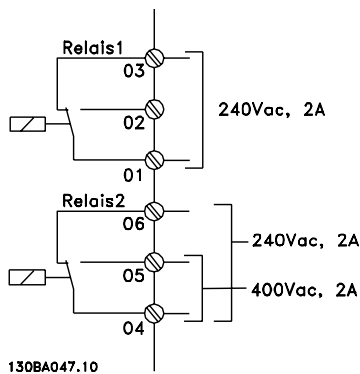 Relais1
03
02
240Vac, 2A
01
Relais2
06
240Vac, 2A
05
400Vac, 2A
04
130BA047.10